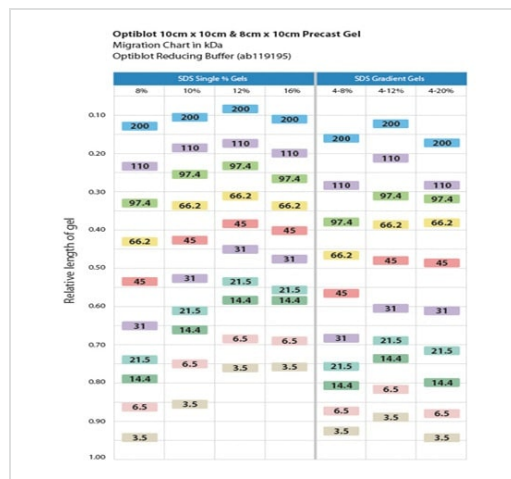 Optiblot 10cm x 10cm & 8cm x 10cm Precast Gel
Migration Chart in kDa
Optiblot Reducing Buffer (ab119195)
SDS Single % Gels SDS Gradient Gels
8% 10% 12% 16% 4-8% 4-12% 4-20%
Relative length of gel
200
0.10
200 200
200
200
200
200
110
0.20
110 110
110
110
97.4
110 97.4 97.4
110 110
0.30
97.4 66.2 66.2 66.2 97.4 97.4
45 97.4 66.2 66.2
0.40
66.2 45 45
31
66.2
31 45 45
0.50
45 31 21.5
21.5
45
14.4 14.4
0.60
21.5 31 31
31 14.4
31 21.5
6.5 6.5
0.70
21.5
21.5 6.5 14.4
3.5 3.5 21.5
14.4
0.80
14.4 14.4
6.5
6.5 3.5 6.5 6.5
3.5
0.90
3.5 3.5 3.5
1.00